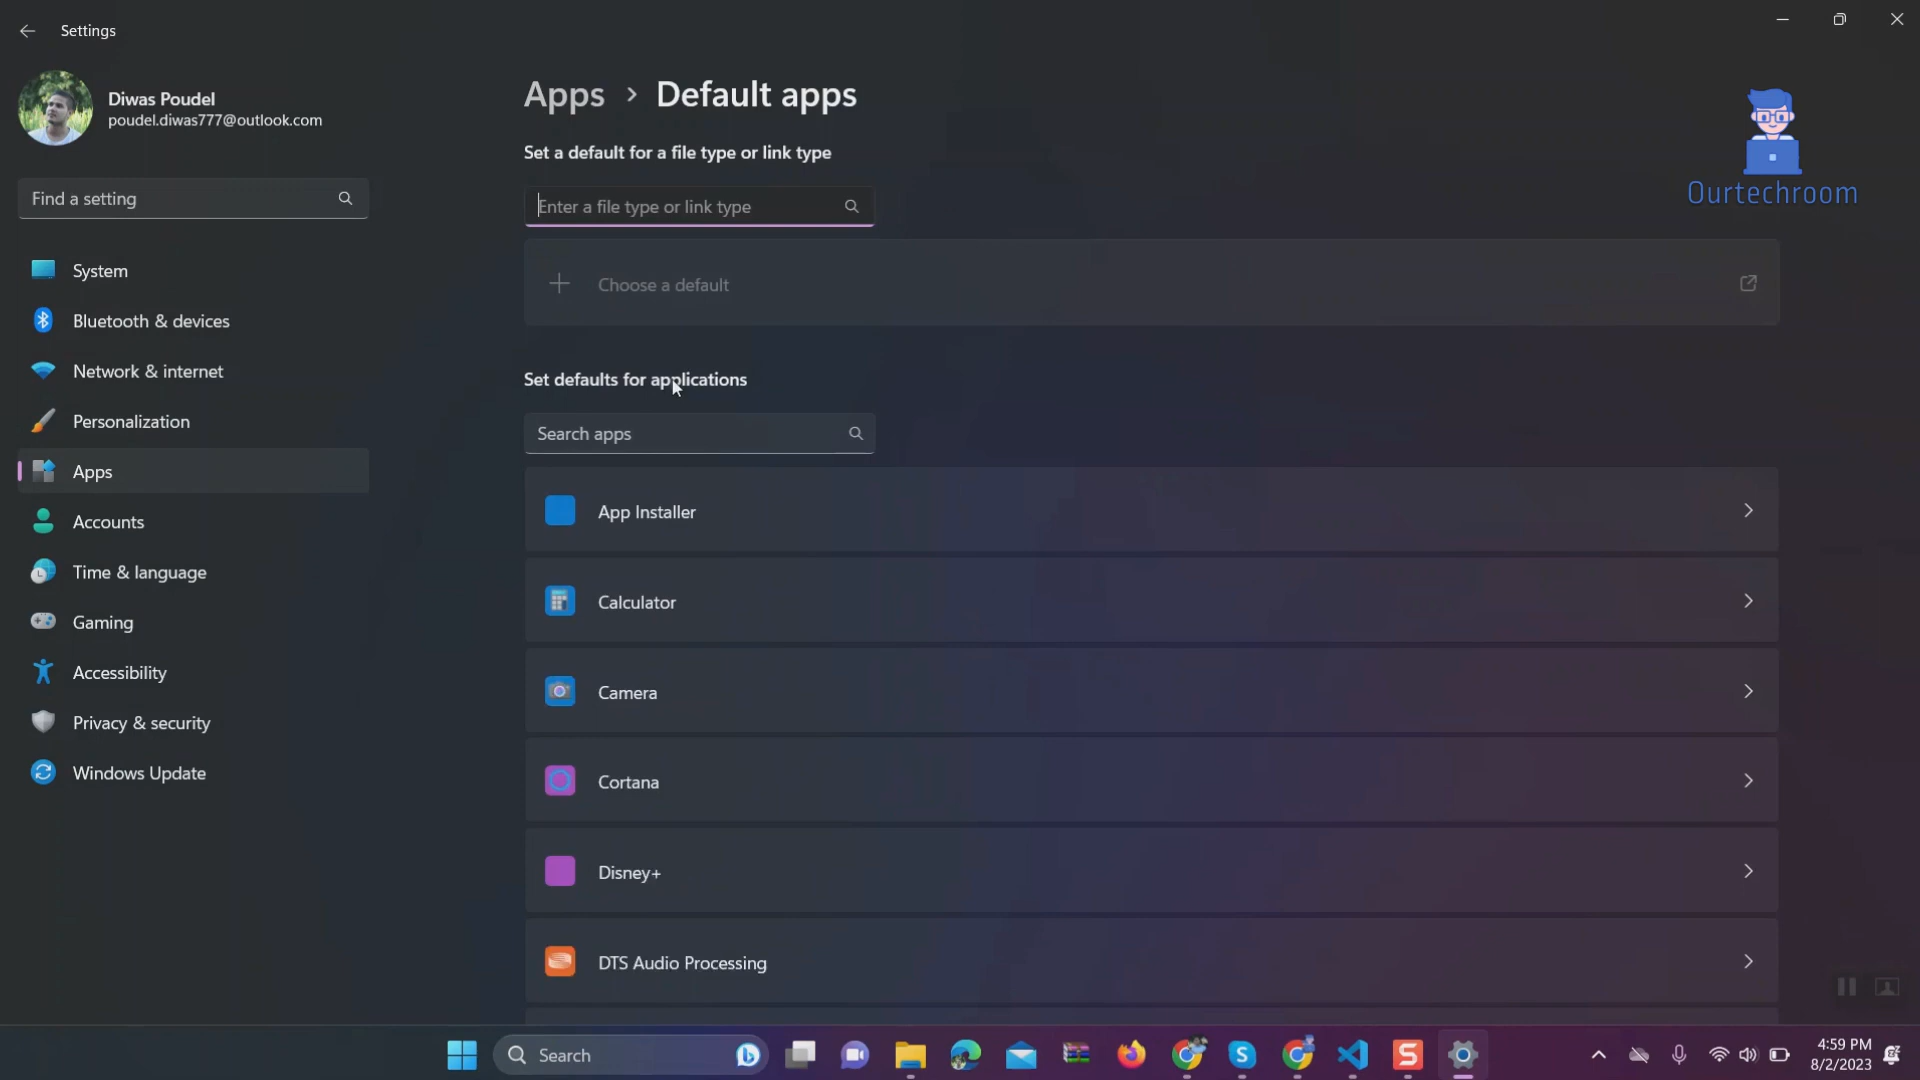 Settings
Diwas Poudel
poudel.diwas777@outlook.com
Find a setting
System
Bluetooth & devices
Network & internet
Personalization
Apps
Accounts
Time & language
Gaming
Accessibility
Privacy & security
Windows Update
Apps > Default apps
Set a default for a file type or link type
Enter a file type or link type
Choose a default
Set defaults for applications
Search apps
App Installer
Calculator
Camera
Cortana
Disney+
DTS Audio Processing
Ourtechroom
Search
4:59 PM
8/2/2023